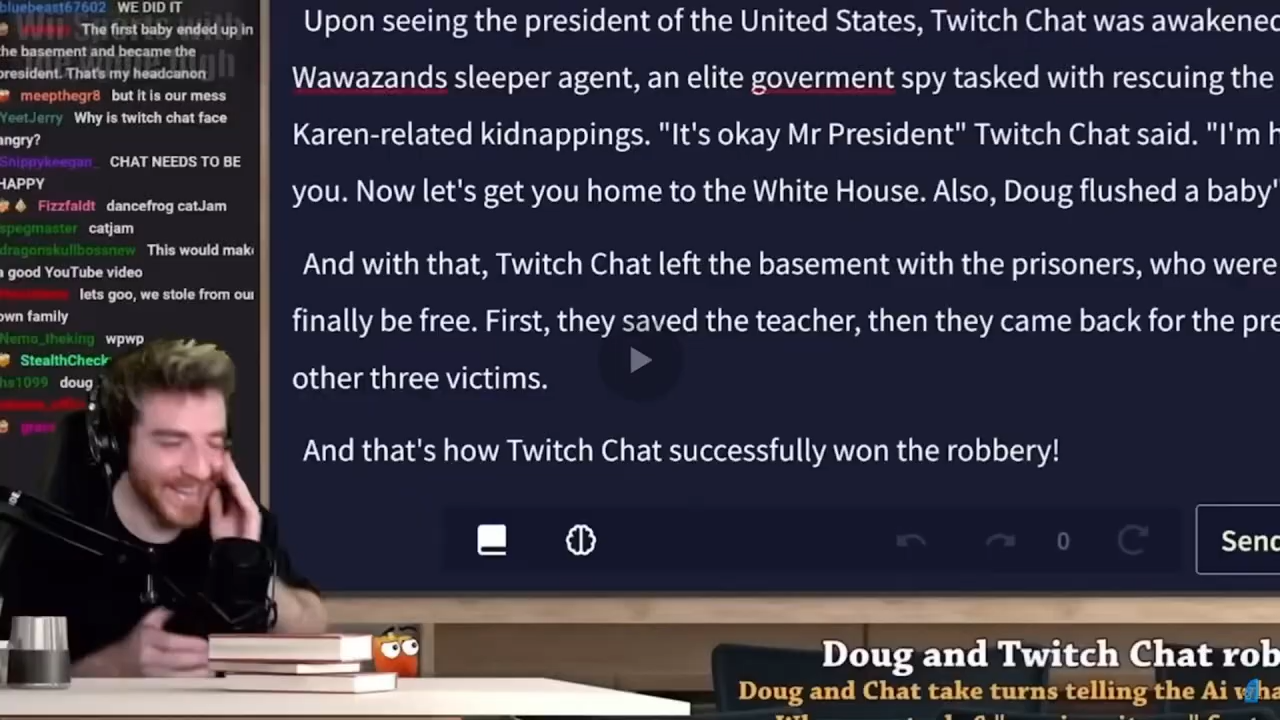 bluebeast67602 WE DID IT
The first baby ended up in
the basement and became the
president. That's my headcanon
meepthegr8 but it is our mess
YeetJerry Why is twitch chat face
angry?
Snippykeegan_ CHAT NEEDS TO BE
HAPPY
Fizzfaldt dancefrog catJam
spegmaster catjam
dragonskullbossnew This would mak
a good YouTube video
lets goo, we stole from our
own family
Nemo_theking wpwp
StealthCheck
hs1099 doug
Upon seeing the president of the United States, Twitch Chat was awakened
Wawazands sleeper agent, an elite goverment spy tasked with rescuing the
Karen-related kidnappings. "It's okay Mr President" Twitch Chat said. "I'm h
you. Now let's get you home to the White House. Also, Doug flushed a baby"
And with that, Twitch Chat left the basement with the prisoners, who were
finally be free. First, they saved the teacher, then they came back for the pre
other three victims.
And that's how Twitch Chat successfully won the robbery!
0
Send
Doug and Twitch Chat rob
Doug and Chat take turns telling the Ai wha